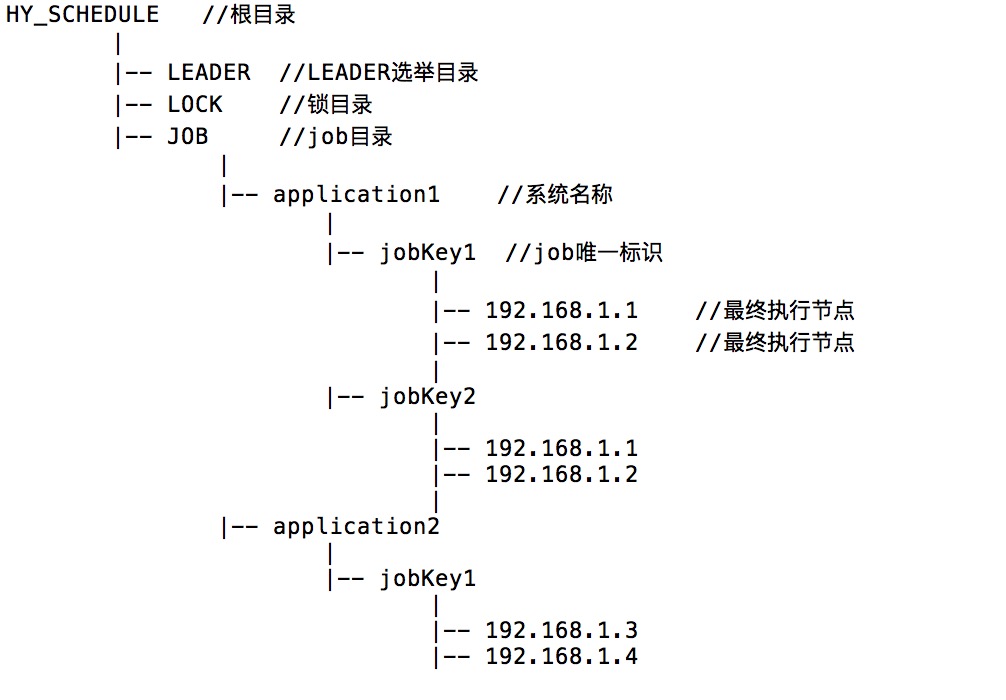 HY_SCHEDULE   //根目录
|
|-- LEADER  //LEADER选举目录
|-- LOCK    //锁目录
|-- JOB     //job目录
|
|-- application1    //系统名称
|
|-- jobKey1  //job唯一标识
|
|-- 192.168.1.1    //最终执行节点
|-- 192.168.1.2    //最终执行节点
|
|-- jobKey2
|
|-- 192.168.1.1
|-- 192.168.1.2
|
|-- application2
|
|-- jobKey1
|
|-- 192.168.1.3
|-- 192.168.1.4